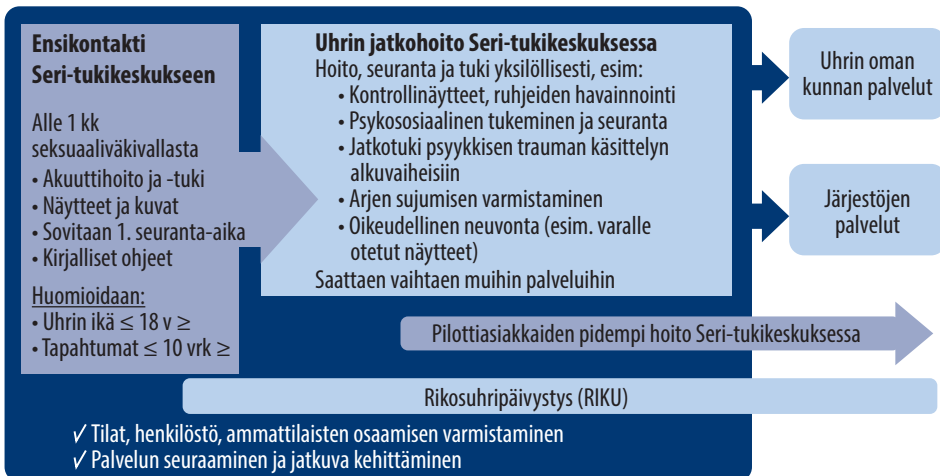 Ensikontakti
Seri-tukikeskukseen
Alle 1 kk
seksuaaliväkivallasta
• Akuuttihoito ja -tuki
• Näytteet ja kuvat
• Sovitaan 1. seuranta-aika
• Kirjalliset ohjeet
Huomioidaan:
• Uhrin ikä ≤ 18 v ≥
• Tapahtumat ≤ 10 vrk ≥
Uhrin jatkohoito Seri-tukikeskuksessa
Hoito, seuranta ja tuki yksilöllisesti, esim:
• Kontrollinäytteet, ruhjeiden havainnointi
• Psykososiaalinen tukeminen ja seuranta
• Jatkotuki psyykkisen trauman käsittelyn
alkuvaiheisiin
• Arjen sujumisen varmistaminen
• Oikeudellinen neuvonta (esim. varalle
otetut näytteet)
Saattaen vaihtaen muihin palveluihin
Uhrin oman
kunnan palvelut
Järjestöjen
palvelut
Pilottiasiakkaiden pidempi hoito Seri-tukikeskuksessa
Rikosuhripäivystys (RIKU)
✓ Tilat, henkilöstö, ammattilaisten osaamisen varmistaminen
✓ Palvelun seuraaminen ja jatkuva kehittäminen